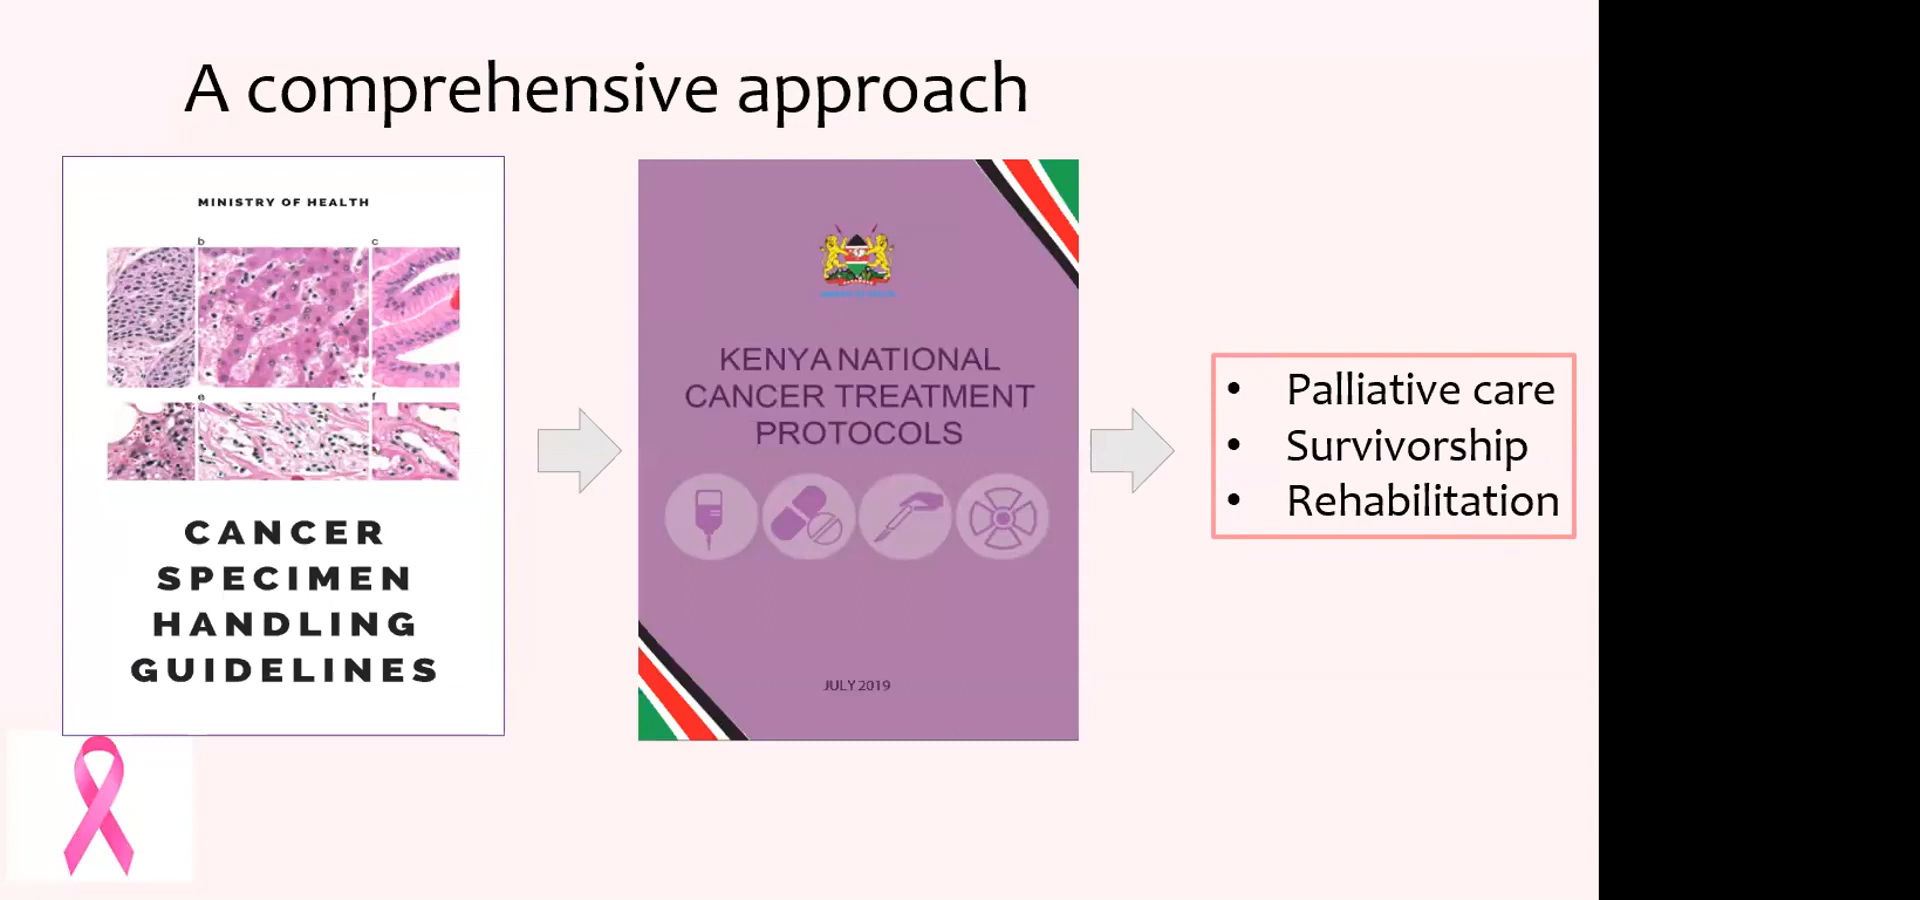 A comprehensive approach
MINISTRY OF HEALTH
b
c
e
f
CANCER
SPECIMEN
HANDLING
GUIDELINES
KENYA NATIONAL
CANCER TREATMENT
PROTOCOLS
JULY 2019
• Palliative care
• Survivorship
• Rehabilitation